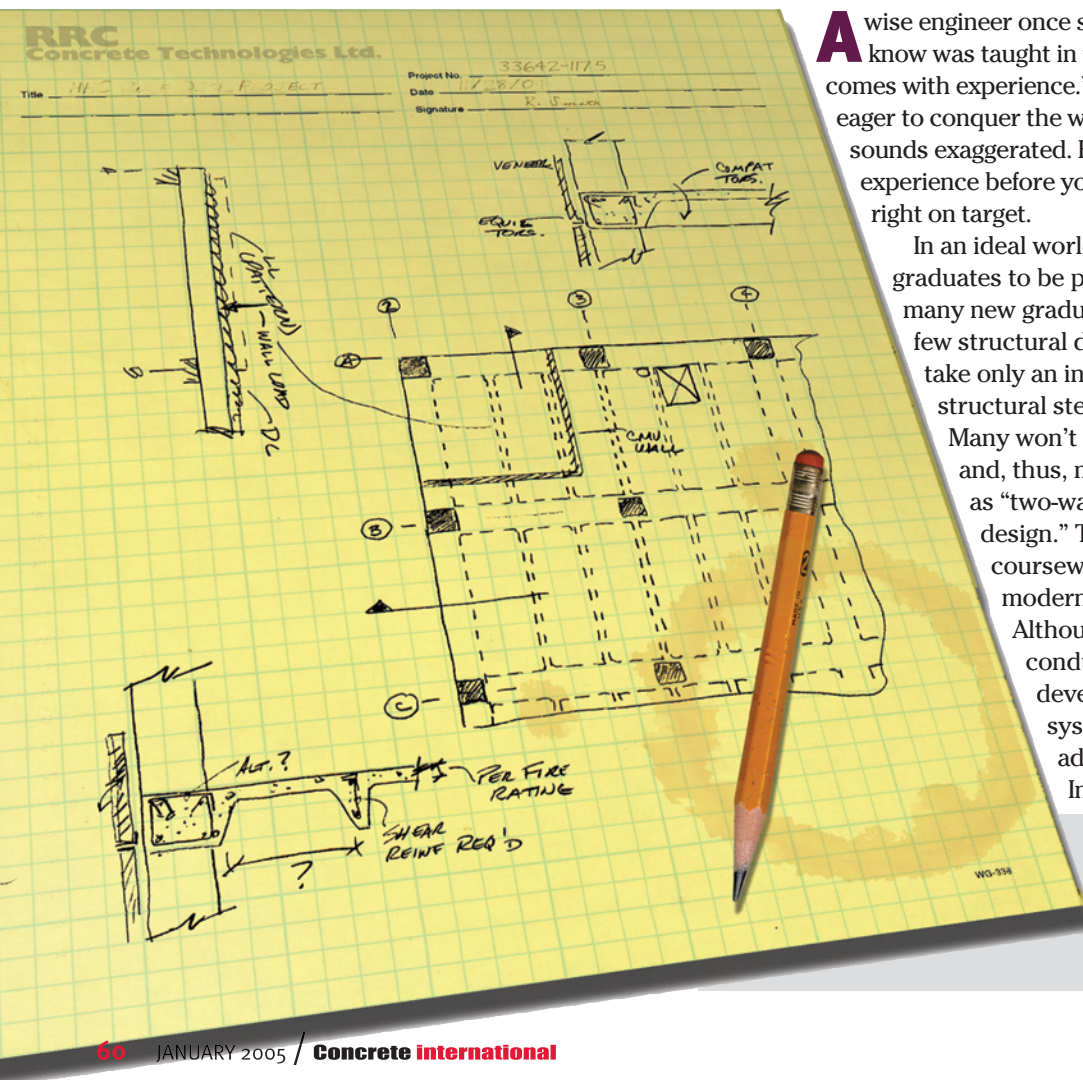 RRC
Concrete Technologies Ltd.
Project No. 33642-1175
Title PROJECT
Date
Signature R.
VENEER
COMPAT
TORS.
EQUIL
TORS.
LL
(PATTERN)
WALL LOAD
DL
A
B
2
3
4
A
CMU
WALL
B
C
ALT. ?
PER FIRE
RATING
SHEAR
REINF REQ'D
?
WG-338
A wise engineer once s
know was taught in
comes with experience."
eager to conquer the w
sounds exaggerated.
experience before yo
right on target.
In an ideal worl
graduates to be p
many new gradu
few structural d
take only an in
structural ste
Many won't
and, thus, n
as "two-wa
design." T
coursew
modern
Althou
condu
deve
sys
ad
In
60 JANUARY 2005 / Concrete international